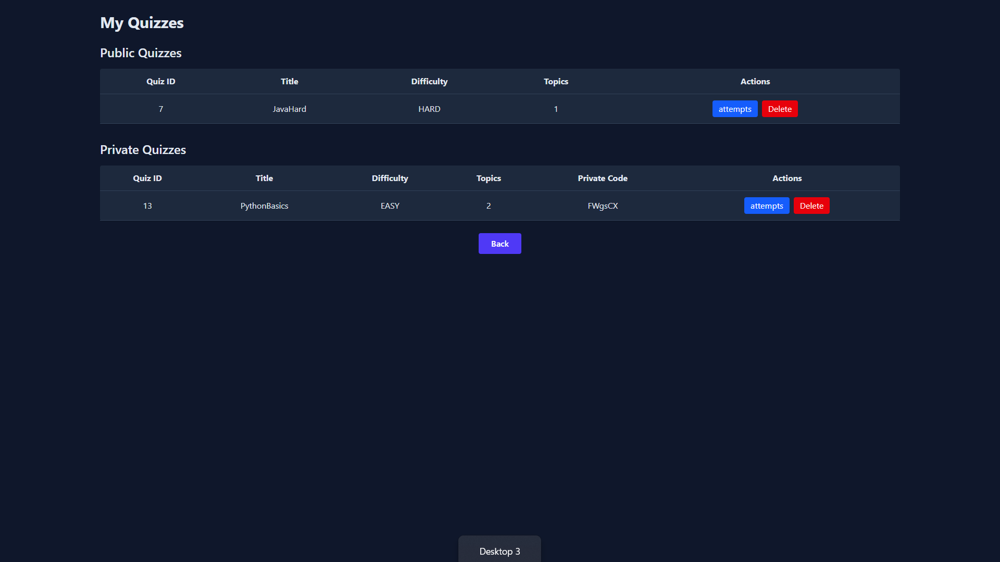 My Quizzes
Public Quizzes
Quiz ID Title Difficulty Topics Actions
7 JavaHard HARD 1 attempts Delete
Private Quizzes
Quiz ID Title Difficulty Topics Private Code Actions
13 PythonBasics EASY 2 FWgsCX attempts Delete
Back
Desktop 3